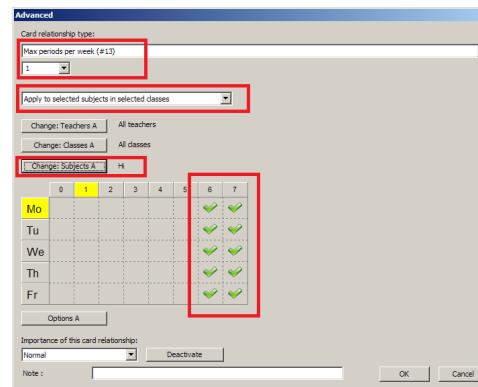 Advanced
Card relationship type:
Max periods per week (#13)
1
Apply to selected subjects in selected classes
Change: Teachers A All teachers
Change: Classes A All classes
Change: Subjects A Hi
0 1 2 3 4 5 6 7
Mo
Tu
We
Th
Fr
Options A
Importance of this card relationship:
Normal Deactivate
Note : OK Cancel